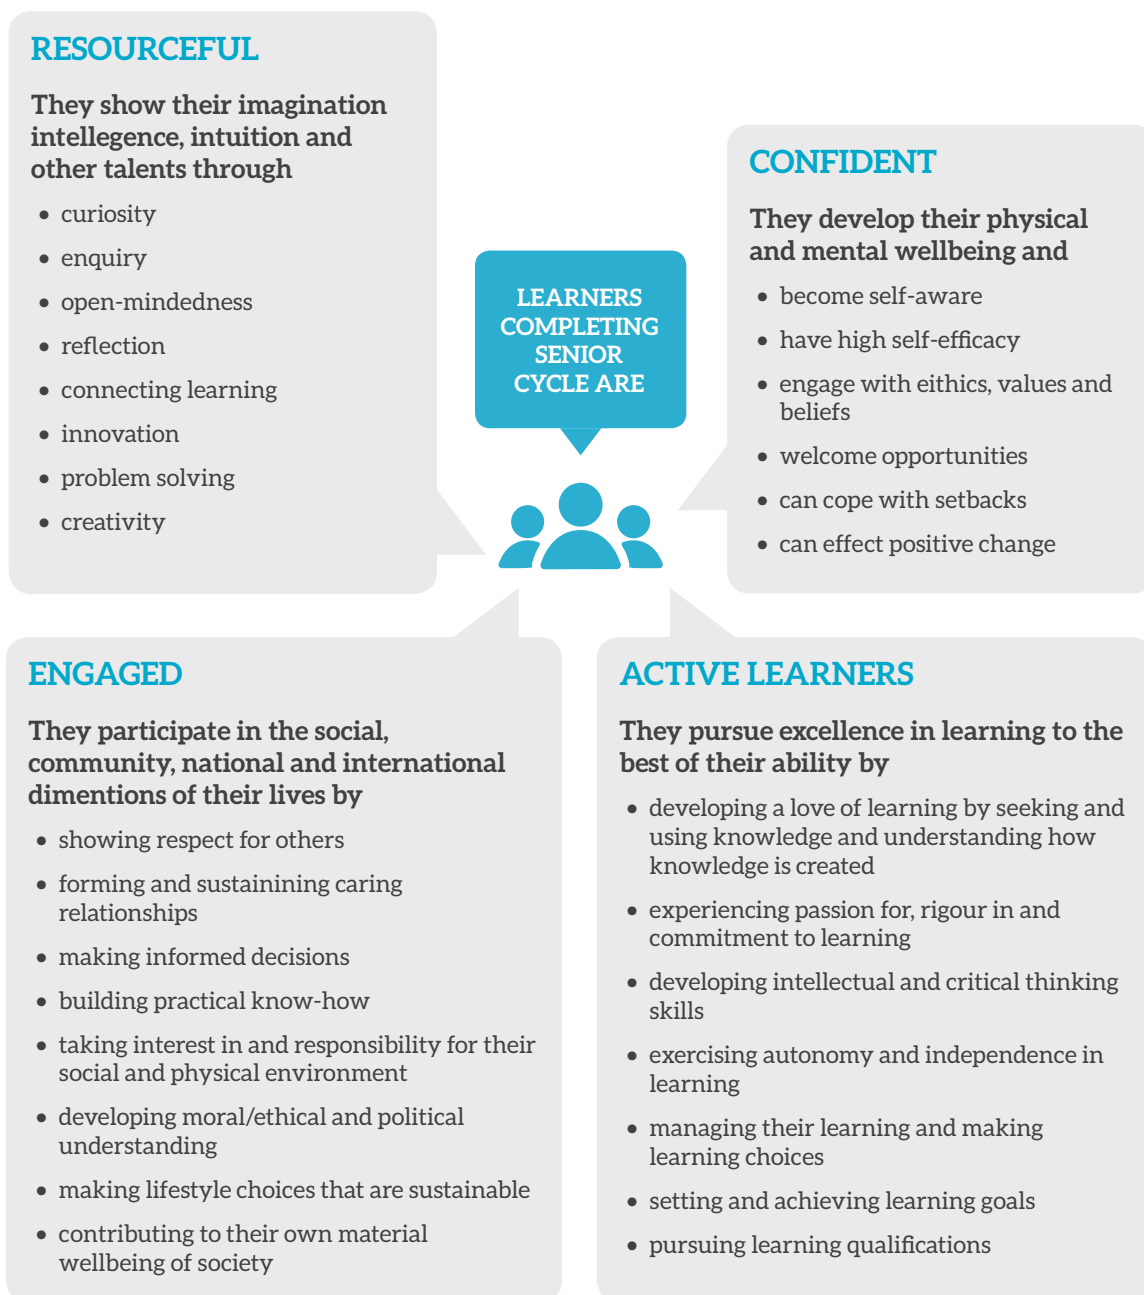 RESOURCEFUL
They show their imagination
intellegence, intuition and
other talents through
• curiosity
• enquiry
• open-mindedness
• reflection
• connecting learning
• innovation
• problem solving
• creativity
LEARNERS
COMPLETING
SENIOR
CYCLE ARE
CONFIDENT
They develop their physical
and mental wellbeing and
• become self-aware
• have high self-efficacy
• engage with eithics, values and
beliefs
• welcome opportunities
• can cope with setbacks
• can effect positive change
ENGAGED
They participate in the social,
community, national and international
dimentions of their lives by
• showing respect for others
• forming and sustainining caring
relationships
• making informed decisions
• building practical know-how
• taking interest in and responsibility for their
social and physical environment
• developing moral/ethical and political
understanding
• making lifestyle choices that are sustainable
• contributing to their own material
wellbeing of society
ACTIVE LEARNERS
They pursue excellence in learning to the
best of their ability by
• developing a love of learning by seeking and
using knowledge and understanding how
knowledge is created
• experiencing passion for, rigour in and
commitment to learning
• developing intellectual and critical thinking
skills
• exercising autonomy and independence in
learning
• managing their learning and making
learning choices
• setting and achieving learning goals
• pursuing learning qualifications